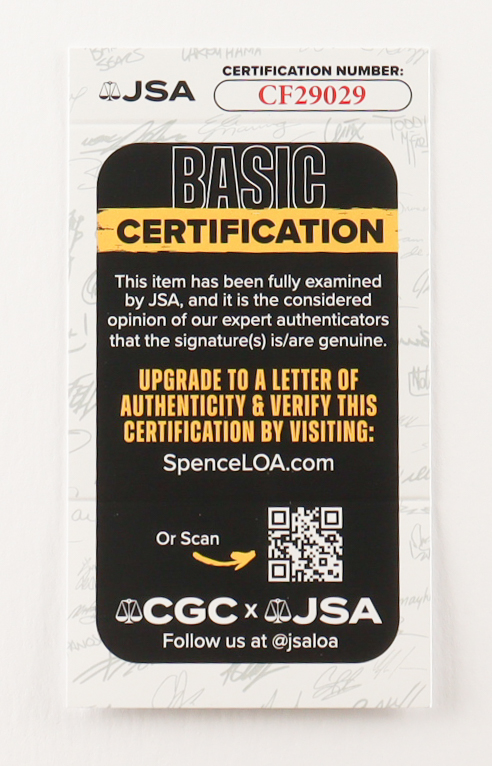 JSA
CERTIFICATION NUMBER:
CF29029
BASIC
CERTIFICATION
This item has been fully examined
by JSA, and it is the considered
opinion of our expert authenticators
that the signature(s) is/are genuine.
UPGRADE TO A LETTER OF
AUTHENTICITY & VERIFY THIS
CERTIFICATION BY VISITING:
SpenceLOA.com
Or Scan
CGC x JSA
Follow us at @jsaloa